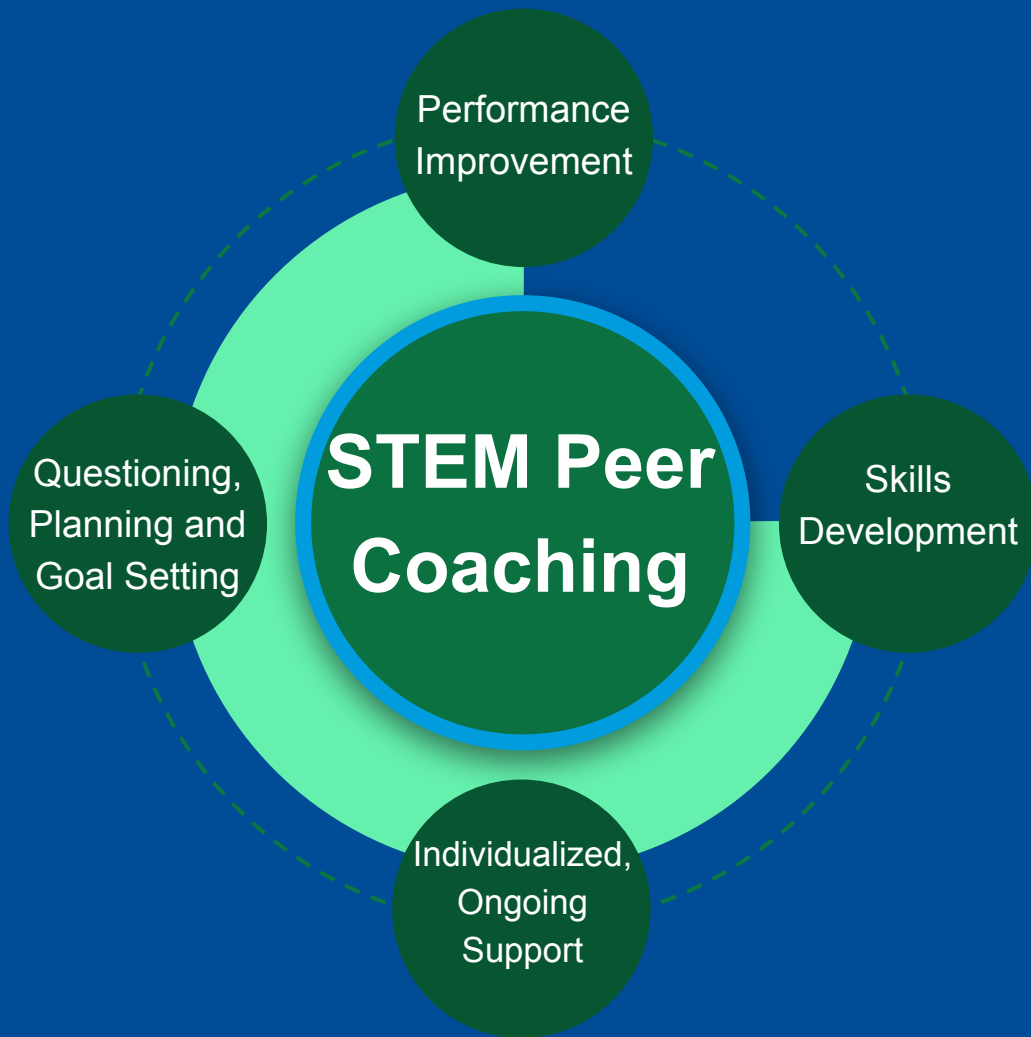 Performance
Improvement
Questioning,
Planning and
Goal Setting
STEM Peer
Coaching
Skills
Development
Individualized,
Ongoing
Support